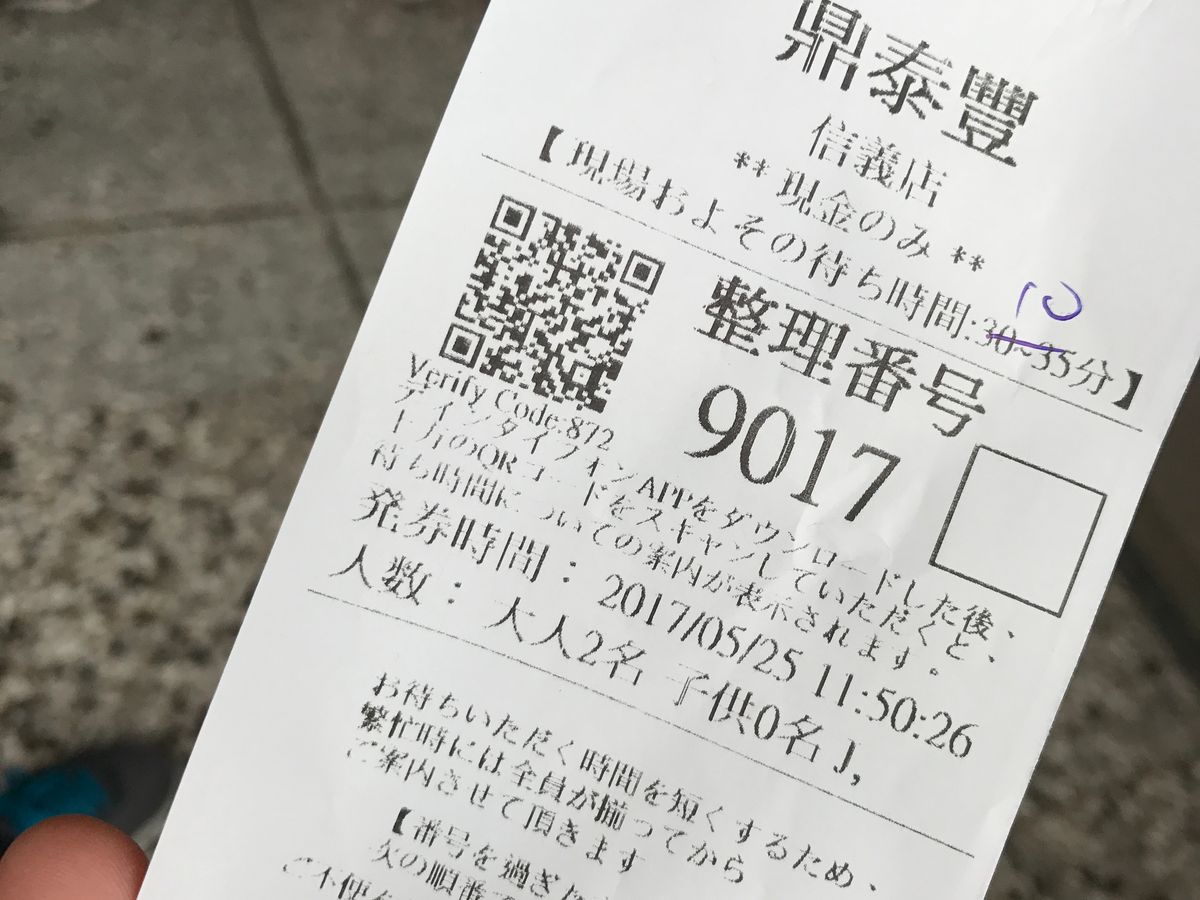 鼎泰豐
信義店
** 現金のみ **
【 現場およその待ち時間:30~35分 】
10
整理番号
9017
Verify Code:872
ディンタイフォンAPPをダウンロードした後、
上方のQRコードをスキャンしていただくと、
待ち時間についての案内が表示されます。
発券時間： 2017/05/25 11:50:26
人数： 大人2名 子供0名 J,
お待ちいただく時間を短くするため、
繁忙時には全員が揃ってから
ご案内させて頂きます
【 番号を過ぎ
次の順番
ご不便を